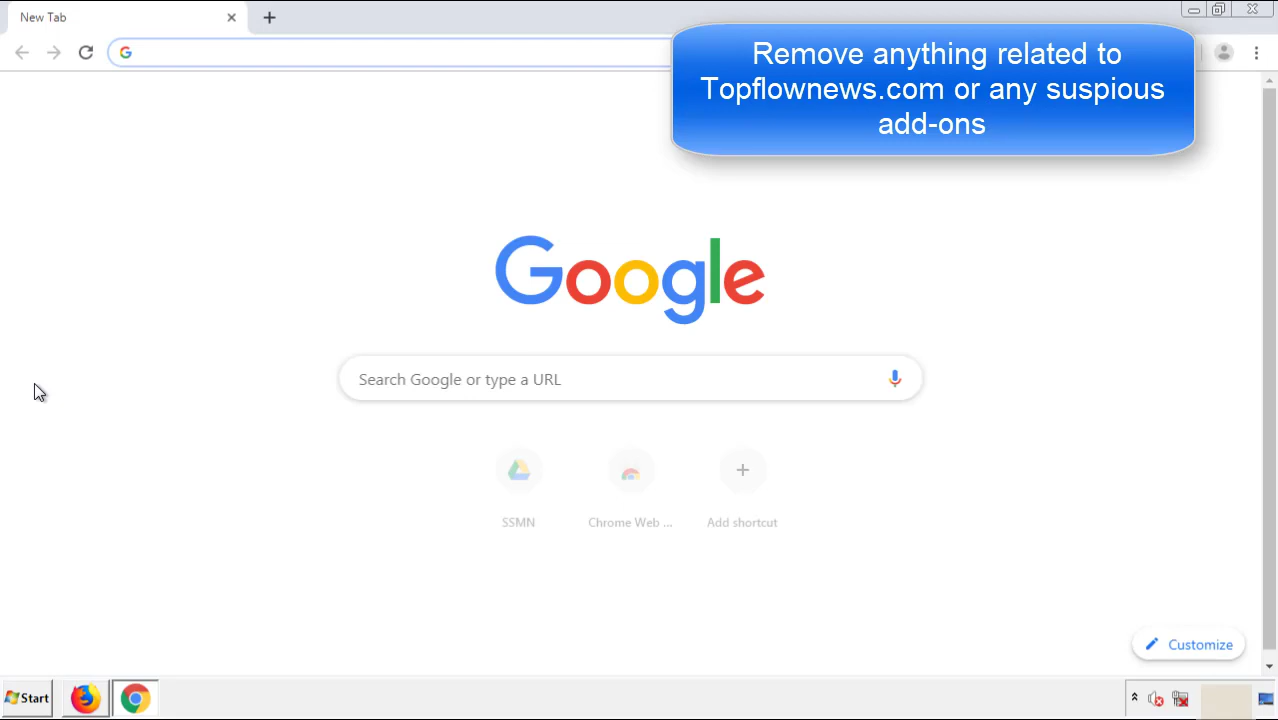 New Tab
Remove anything related to
Topflownews.com or any suspious
add-ons
Google
Search Google or type a URL
SSMN
Chrome Web ...
Add shortcut
Customize
Start